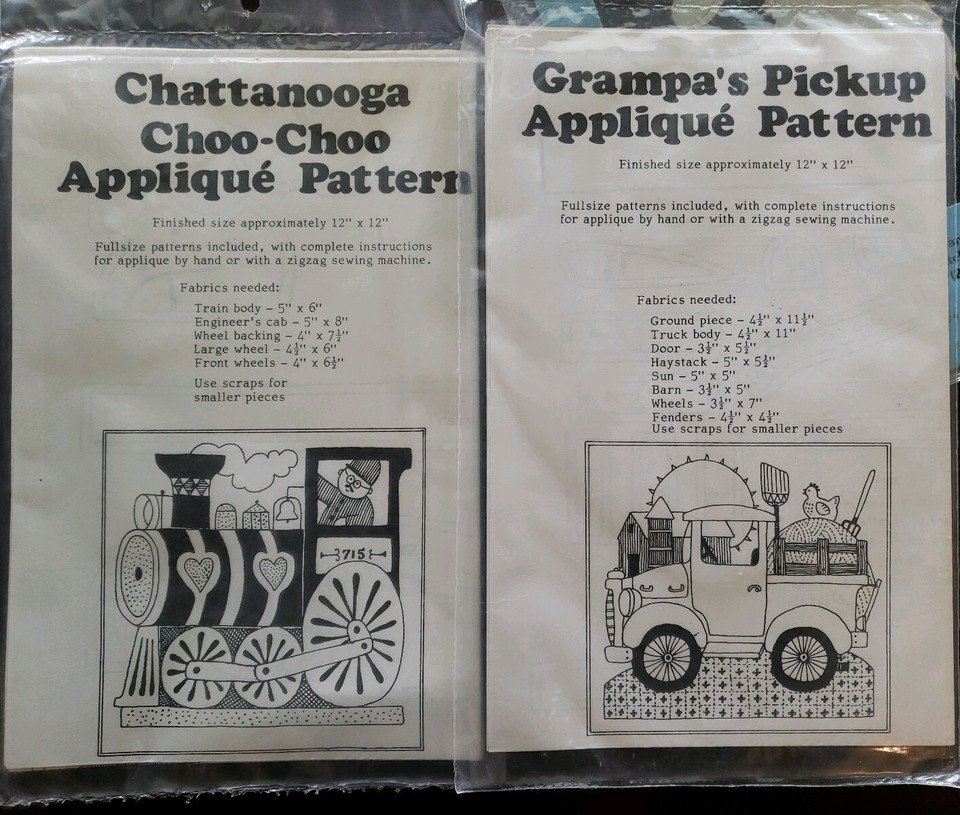 Chattanooga
Choo-Choo
Appliqué Pattern
Finished size approximately 12" x 12"
Fullsize patterns included, with complete instructions
for applique by hand or with a zigzag sewing machine.
Fabrics needed:
Train body – 5" x 6"
Engineer's cab – 5" x 8"
Wheel backing – 4" x 7½"
Large wheel – 4½" x 6"
Front wheels – 4" x 6½"
Use scraps for
smaller pieces
715
Grampa's Pickup
Appliqué Pattern
Finished size approximately 12" x 12"
Fullsize patterns included, with complete instructions
for applique by hand or with a zigzag sewing machine.
Fabrics needed:
Ground piece – 4½" x 11½"
Truck body – 4½" x 11"
Door – 3½" x 5½"
Haystack – 5" x 5½"
Sun – 5" x 5"
Barn – 3½" x 5"
Wheels – 3½" x 7"
Fenders – 4½" x 4½"
Use scraps for smaller pieces